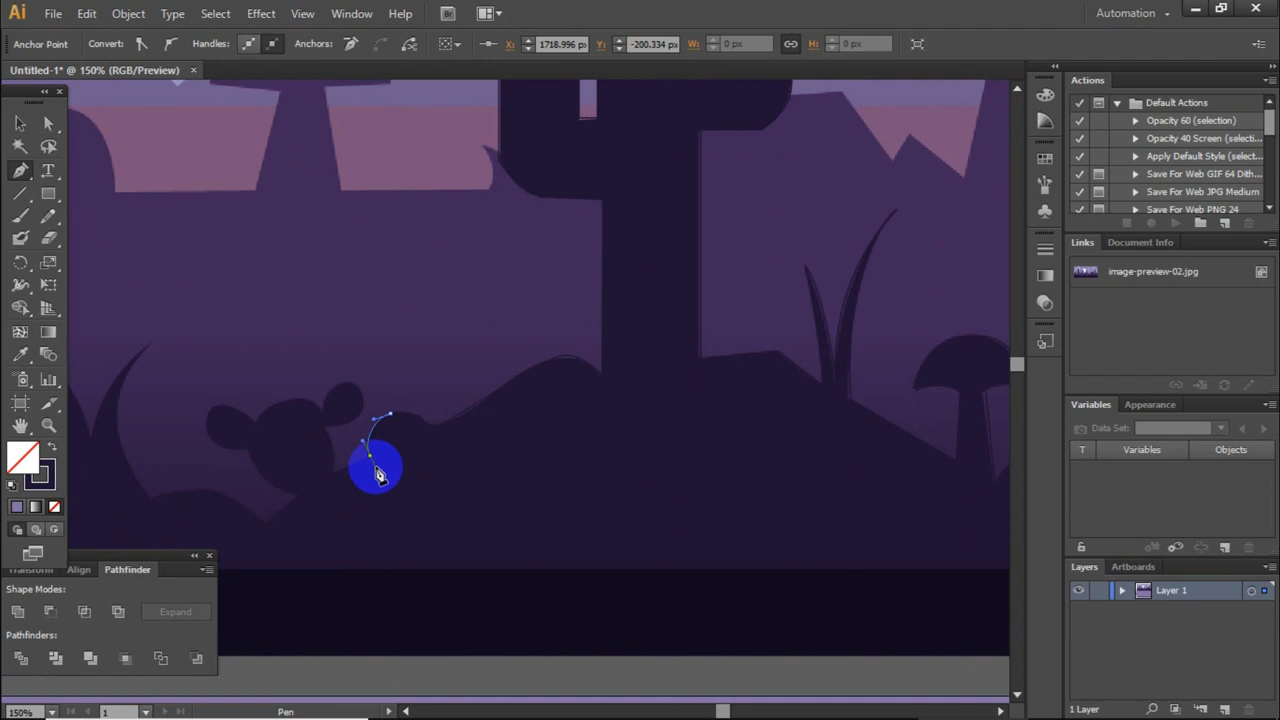 Ai File Edit Object Type Select Effect View Window Help Br Automation
Anchor Point Convert: Handles: Anchors: X: 1718.996 px Y: -200.334 px W: 0 px H: 0 px
Untitled-1* @ 150% (RGB/Preview) ×
Actions
Default Actions
Opacity 60 (selection)
Opacity 40 Screen (selecti...
Apply Default Style (select...
Save For Web GIF 64 Dith...
Save For Web JPG Medium
Save For Web PNG 24
Links Document Info
image-preview-02.jpg
Variables Appearance
Data Set:
Variables Objects
Transform Align Pathfinder
Shape Modes:
Expand
Pathfinders:
Layers Artboards
Layer 1
1 Layer
150% 1 Pen